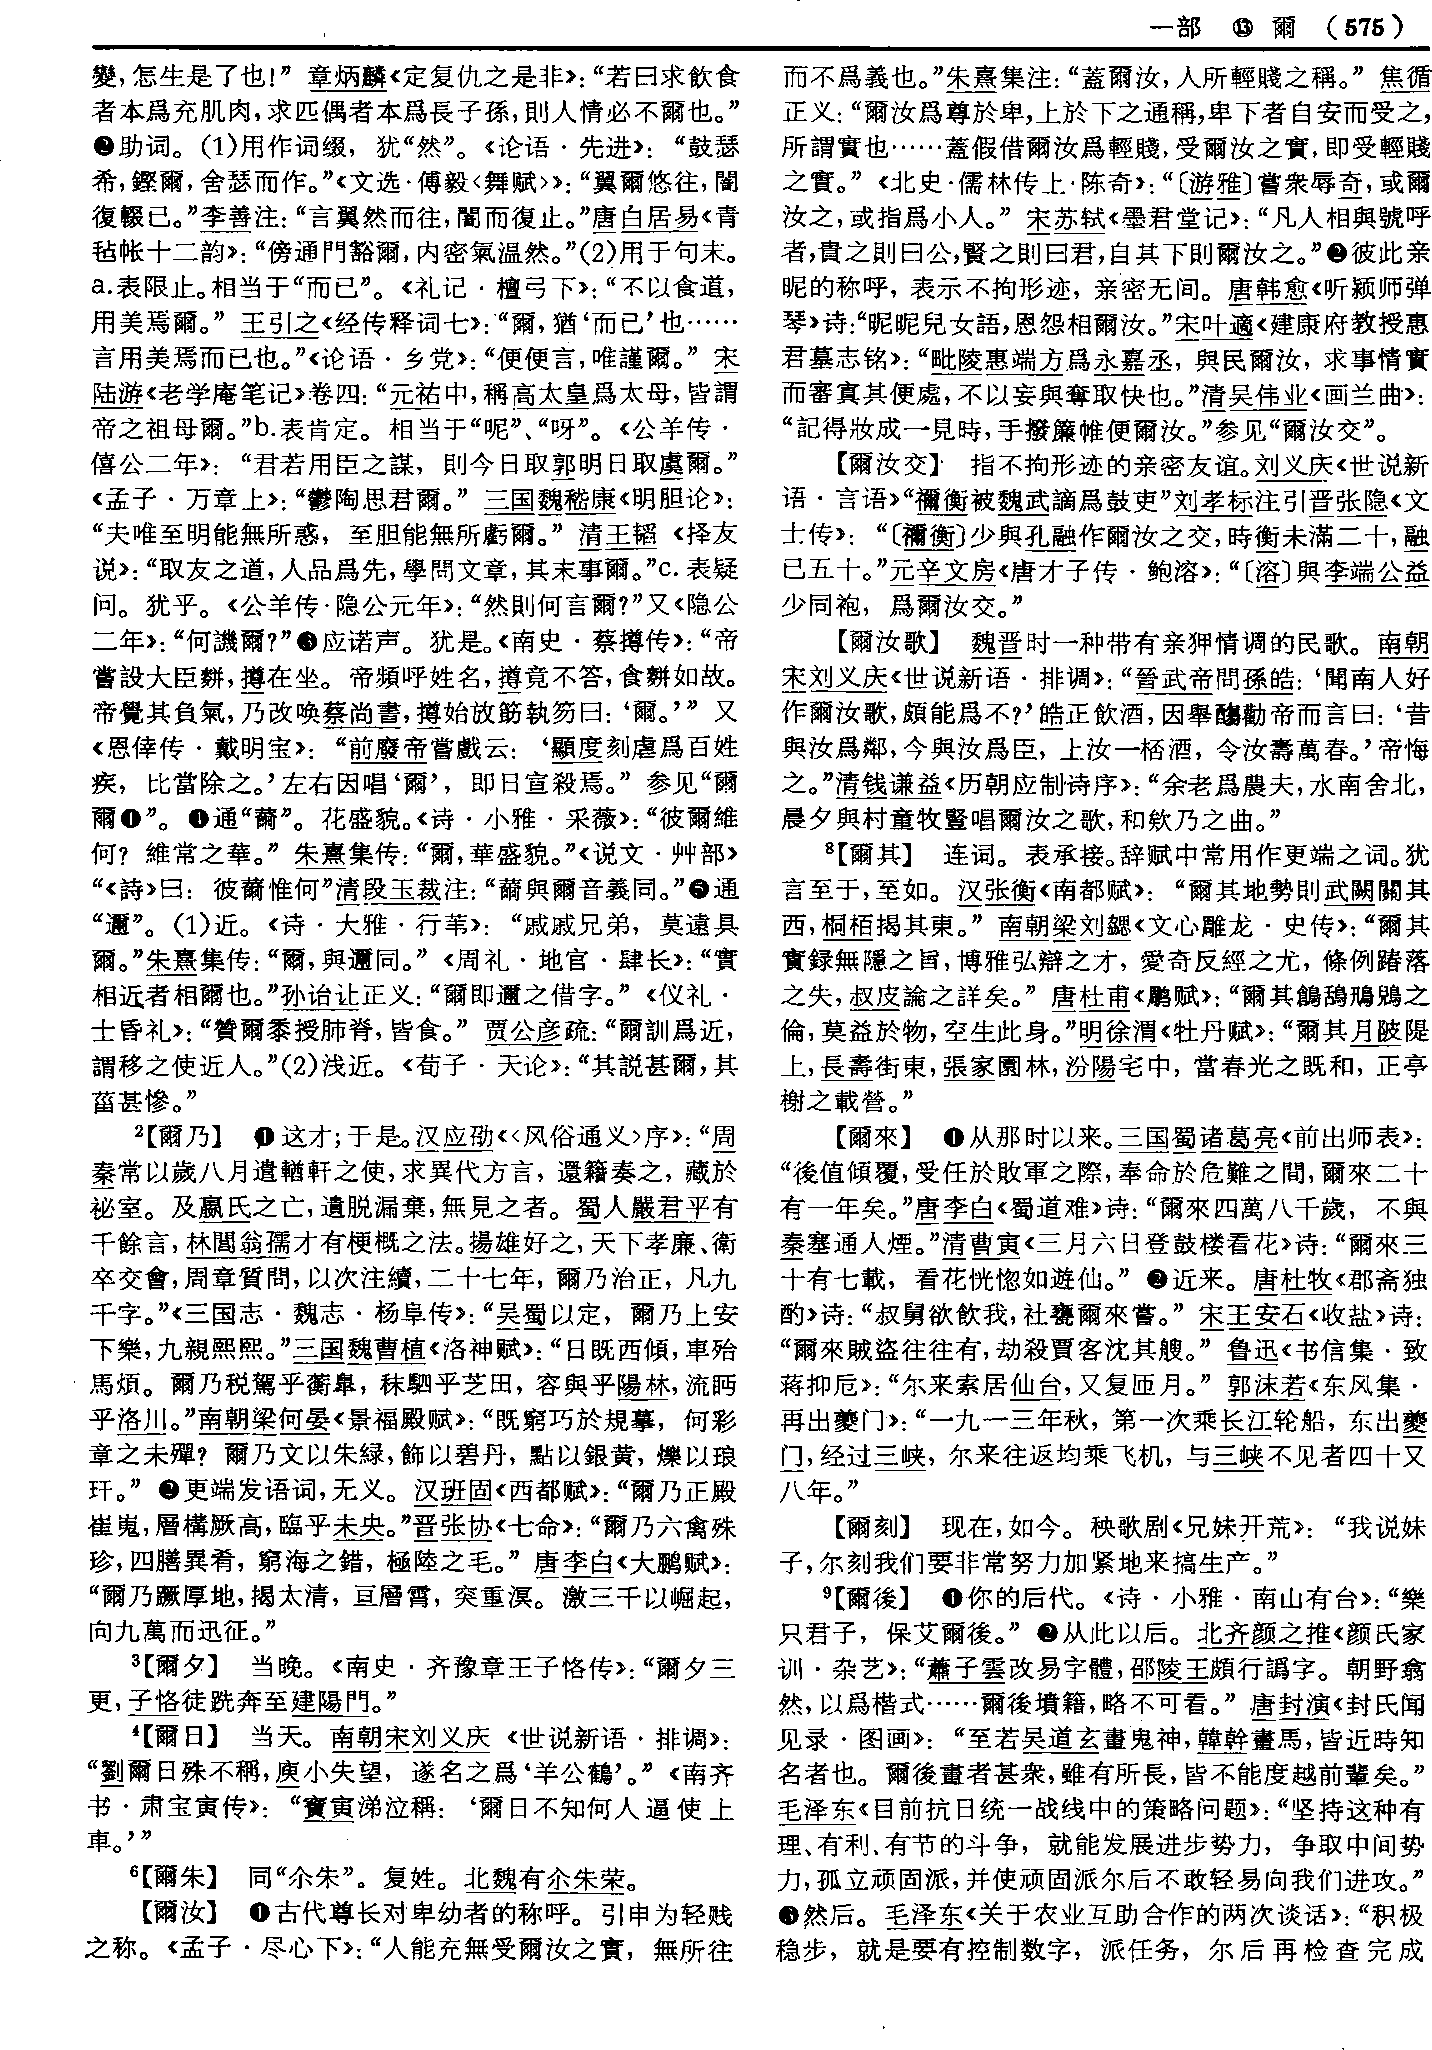 一部 ⓭ 爾 (575)
變,怎生是了也!” 章炳麟《定复仇之是非》:“若曰求飲食
者本爲充肌肉,求匹偶者本爲長子孫,則人情必不爾也。”
❷助词。(1)用作词缀,犹“然”。《论语·先进》:“鼓瑟
希,鏗爾,舍瑟而作。”《文选·傅毅〈舞赋〉》:“翼爾悠往,闇
復輟已。”李善注:“言翼然而往,闇而復止。”唐白居易《青
毡帐十二韵》:“傍通門豁爾,内密氣温然。”(2)用于句末。
a.表限止。相当于“而已”。《礼记·檀弓下》:“不以食道,
用美焉爾。” 王引之《经传释词七》:“爾,猶‘而已’也……
言用美焉而已也。”《论语·乡党》:“便便言,唯謹爾。” 宋
陆游《老学庵笔记》卷四:“元祐中,稱高太皇爲太母,皆謂
帝之祖母爾。”b.表肯定。相当于“呢”、“呀”。《公羊传·
僖公二年》:“君若用臣之謀,則今日取郭明日取虞爾。”
《孟子·万章上》:“鬱陶思君爾。” 三国魏嵇康《明胆论》:
“夫唯至明能無所惑,至胆能無所虧爾。” 清王韬《择友
说》:“取友之道,人品爲先,學問文章,其末事爾。”c.表疑
问。犹乎。《公羊传·隐公元年》:“然則何言爾?”又《隐公
二年》:“何譏爾?”❸应诺声。犹是。《南史·蔡撙传》:“帝
嘗設大臣麨,撙在坐。帝頻呼姓名,撙竟不答,食麨如故。
帝覺其負氣,乃改唤蔡尚書,撙始放筯執笏曰:‘爾。’” 又
《恩倖传·戴明宝》:“前廢帝嘗戲云:‘顯度刻虐爲百姓
疾,比當除之。’左右因唱‘爾’,即日宣殺焉。” 参见“爾
爾❶”。❹通“薾”。花盛貌。《诗·小雅·采薇》:“彼爾維
何?維常之華。” 朱熹集传:“爾,華盛貌。”《说文·艸部》
“《詩》曰:彼薾惟何”清段玉裁注:“薾與爾音義同。”❺通
“邇”。(1)近。《诗·大雅·行苇》:“戚戚兄弟,莫遠具
爾。”朱熹集传:“爾,與邇同。”《周礼·地官·肆长》:“實
相近者相爾也。”孙诒让正义:“爾即邇之借字。”《仪礼·
士昏礼》:“贊爾黍授肺脊,皆食。” 贾公彦疏:“爾訓爲近,
謂移之使近人。”(2)浅近。《荀子·天论》:“其説甚爾,其
菑甚慘。”
²【爾乃】 ❶这才;于是。汉应劭《〈风俗通义〉序》:“周
秦常以歲八月遣輶軒之使,求異代方言,還籍奏之,藏於
祕室。及嬴氏之亡,遺脱漏棄,無見之者。蜀人嚴君平有
千餘言,林閭翁孺才有梗概之法。揚雄好之,天下孝廉、衛
卒交會,周章質問,以次注續,二十七年,爾乃治正,凡九
千字。”《三国志·魏志·杨阜传》:“吴蜀以定,爾乃上安
下樂,九親熙熙。”三国魏曹植《洛神赋》:“日既西傾,車殆
馬煩。爾乃税駕乎蘅皋,秣駟乎芝田,容與乎陽林,流眄
乎洛川。”南朝梁何晏《景福殿赋》:“既窮巧於規摹,何彩
章之未殫?爾乃文以朱緑,飾以碧丹,點以銀黄,爍以琅
玕。” ❷更端发语词,无义。汉班固《西都赋》:“爾乃正殿
崔嵬,層構厥高,臨乎未央。”晋张协《七命》:“爾乃六禽殊
珍,四膳異肴,窮海之錯,極陸之毛。” 唐李白《大鹏赋》:
“爾乃蹶厚地,揭太清,亘層霄,突重溟。激三千以崛起,
向九萬而迅征。”
³【爾夕】 当晚。《南史·齐豫章王子恪传》:“爾夕三
更,子恪徒跣奔至建陽門。”
⁴【爾日】 当天。南朝宋刘义庆《世说新语·排调》:
“劉爾日殊不稱,庾小失望,遂名之爲‘羊公鶴’。”《南齐
书·萧宝寅传》:“寶寅涕泣稱:‘爾日不知何人逼使上
車。’”
⁶【爾朱】 同“尒朱”。复姓。北魏有尒朱荣。
【爾汝】 ❶古代尊长对卑幼者的称呼。引申为轻贱
之称。《孟子·尽心下》:“人能充無受爾汝之實,無所往
而不爲義也。”朱熹集注:“蓋爾汝,人所輕賤之稱。” 焦循
正义:“爾汝爲尊於卑,上於下之通稱,卑下者自安而受之,
所謂實也……蓋假借爾汝爲輕賤,受爾汝之實,即受輕賤
之實。”《北史·儒林传上·陈奇》:“〔游雅〕嘗衆辱奇,或爾
汝之,或指爲小人。” 宋苏轼《墨君堂记》:“凡人相與號呼
者,貴之則曰公,賢之則曰君,自其下則爾汝之。”❷彼此亲
昵的称呼,表示不拘形迹,亲密无间。唐韩愈《听颖师弹
琴》诗:“昵昵兒女語,恩怨相爾汝。”宋叶適《建康府教授惠
君墓志铭》:“毗陵惠端方爲永嘉丞,與民爾汝,求事情實
而審真其便處,不以妄與奪取快也。”清吴伟业《画兰曲》:
“記得妝成一見時,手撥簾帷便爾汝。”参见“爾汝交”。
【爾汝交】 指不拘形迹的亲密友谊。刘义庆《世说新
语·言语》“禰衡被魏武謫爲鼓吏”刘孝标注引晋张隐《文
士传》:“〔禰衡〕少與孔融作爾汝之交,時衡未滿二十,融
已五十。”元辛文房《唐才子传·鲍溶》:“〔溶〕與李端公益
少同袍,爲爾汝交。”
【爾汝歌】 魏晋时一种带有亲狎情调的民歌。南朝
宋刘义庆《世说新语·排调》:“晉武帝問孫皓:‘聞南人好
作爾汝歌,頗能爲不?’皓正飲酒,因舉觴勸帝而言曰:‘昔
與汝爲鄰,今與汝爲臣,上汝一桮酒,令汝壽萬春。’帝悔
之。”清钱谦益《历朝应制诗序》:“余老爲農夫,水南舍北,
晨夕與村童牧豎唱爾汝之歌,和欸乃之曲。”
⁸【爾其】 连词。表承接。辞赋中常用作更端之词。犹
言至于,至如。汉张衡《南都赋》:“爾其地勢則武闕關其
西,桐栢揭其東。” 南朝梁刘勰《文心雕龙·史传》:“爾其
實録無隱之旨,博雅弘辯之才,愛奇反經之尤,條例踳落
之失,叔皮論之詳矣。” 唐杜甫《鵰赋》:“爾其鶬鴰鳱鶂之
倫,莫益於物,空生此身。”明徐渭《牡丹赋》:“爾其月陂隄
上,長壽街東,張家園林,汾陽宅中,當春光之既和,正亭
榭之載營。”
【爾來】 ❶从那时以来。三国蜀诸葛亮《前出师表》:
“後值傾覆,受任於敗軍之際,奉命於危難之間,爾來二十
有一年矣。”唐李白《蜀道难》诗:“爾來四萬八千歲,不與
秦塞通人煙。”清曹寅《三月六日登鼓楼看花》诗:“爾來三
十有七載,看花恍惚如遊仙。” ❷近来。唐杜牧《郡斋独
酌》诗:“叔舅欲飲我,社甕爾來嘗。” 宋王安石《收盐》诗:
“爾來賊盜往往有,劫殺賈客沈其艘。” 鲁迅《书信集·致
蒋抑卮》:“尔来索居仙台,又复匝月。” 郭沫若《东风集·
再出夔门》:“一九一三年秋,第一次乘长江轮船,东出夔
门,经过三峡,尔来往返均乘飞机,与三峡不见者四十又
八年。”
【爾刻】 现在,如今。秧歌剧《兄妹开荒》:“我说妹
子,尔刻我们要非常努力加紧地来搞生产。”
⁹【爾後】 ❶你的后代。《诗·小雅·南山有台》:“樂
只君子,保艾爾後。” ❷从此以后。北齐颜之推《颜氏家
训·杂艺》:“蕭子雲改易字體,邵陵王頗行譌字。朝野翕
然,以爲楷式……爾後墳籍,略不可看。” 唐封演《封氏闻
见录·图画》:“至若吴道玄畫鬼神,韓幹畫馬,皆近時知
名者也。爾後畫者甚衆,雖有所長,皆不能度越前輩矣。”
毛泽东《目前抗日统一战线中的策略问题》:“坚持这种有
理、有利、有节的斗争,就能发展进步势力,争取中间势
力,孤立顽固派,并使顽固派尔后不敢轻易向我们进攻。”
❸然后。毛泽东《关于农业互助合作的两次谈话》:“积极
稳步,就是要有控制数字,派任务,尔后再检查完成